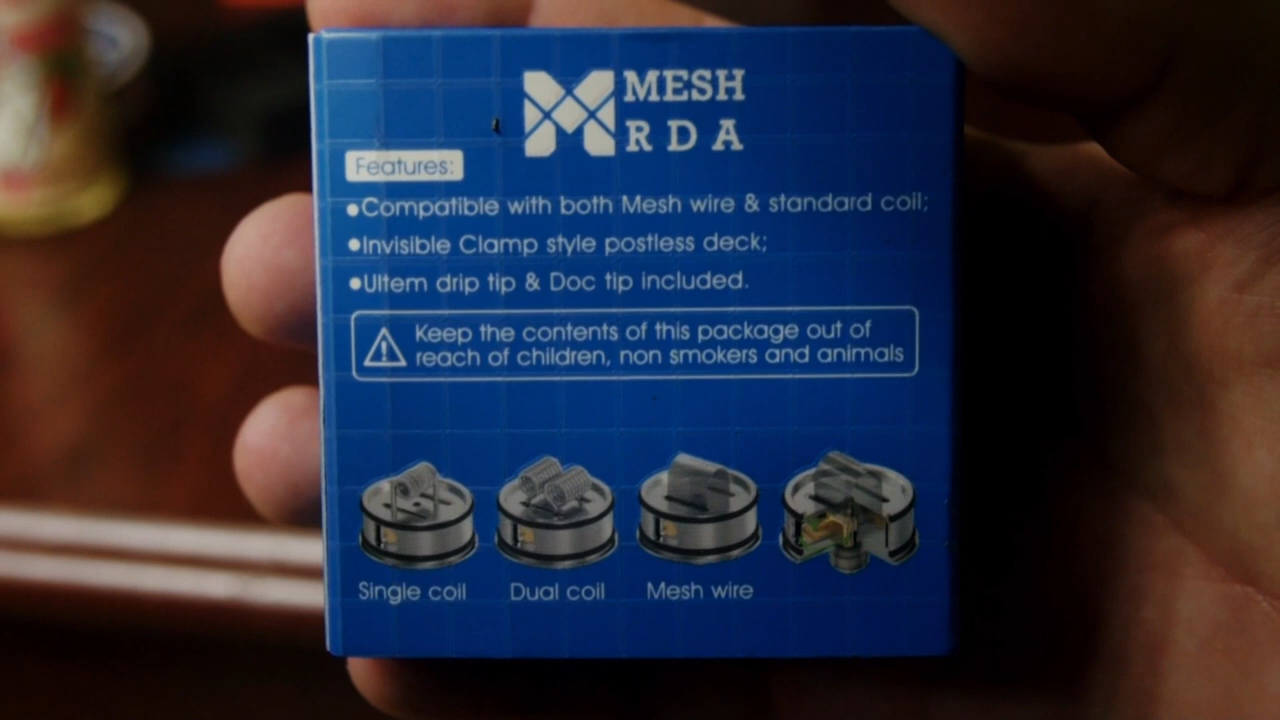 MESH
RDA
Features:
•Compatible with both Mesh wire & standard coil;
•Invisible Clamp style postless deck;
•Ultem drip tip & Doc tip included.
Keep the contents of this package out of
reach of children, non smokers and animals
Single coil Dual coil Mesh wire